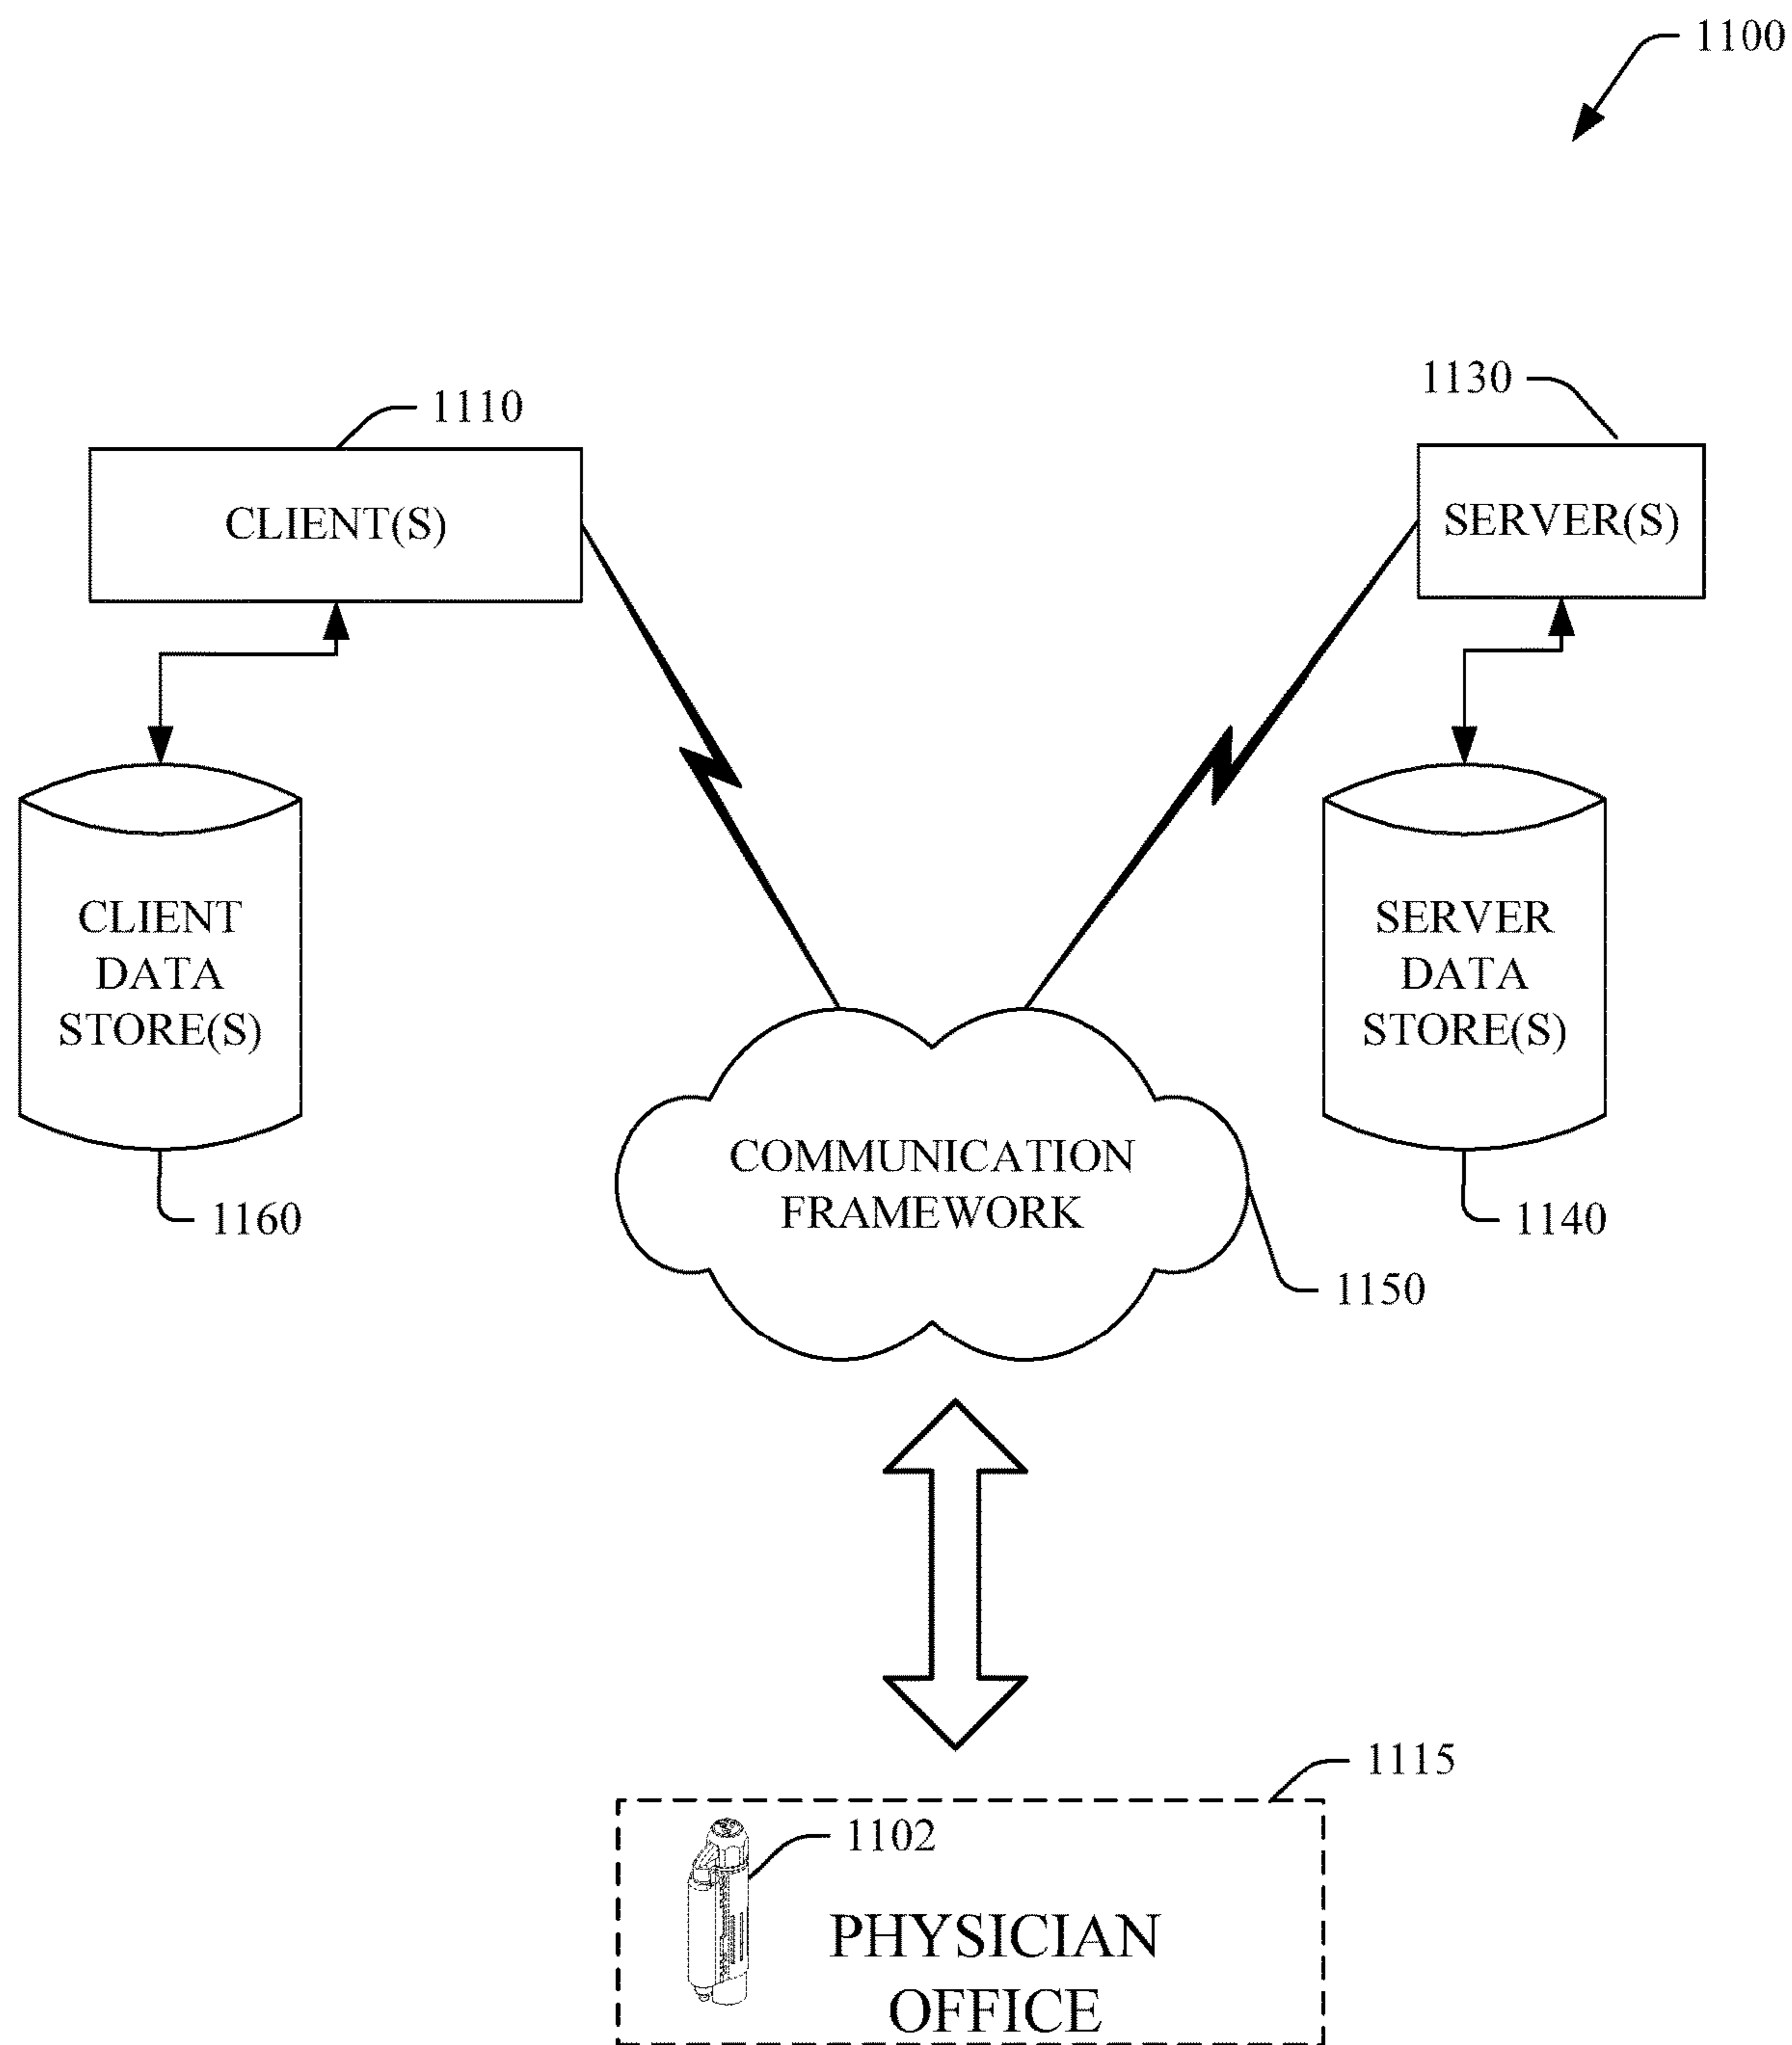 1100
1110
1130
CLIENT(S)
SERVER(S)
CLIENT
DATA
STORE(S)
SERVER
DATA
STORE(S)
COMMUNICATION
FRAMEWORK
1160
1140
1150
1115
1102
PHYSICIAN
OFFICE